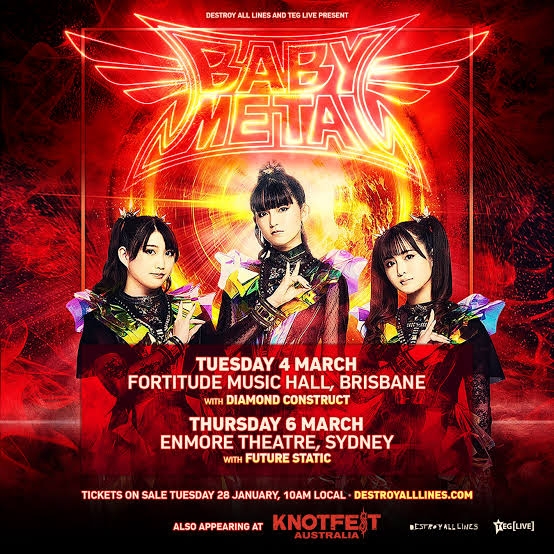 DESTROY ALL LINES AND TEG LIVE PRESENT
BABY
METAL
TUESDAY 4 MARCH
FORTITUDE MUSIC HALL, BRISBANE
WITH DIAMOND CONSTRUCT
THURSDAY 6 MARCH
ENMORE THEATRE, SYDNEY
WITH FUTURE STATIC
TICKETS ON SALE TUESDAY 28 JANUARY, 10AM LOCAL · DESTROYALLLINES.COM
ALSO APPEARING AT KNOTFEST AUSTRALIA DESTROY ALL LINES TEG[LIVE]